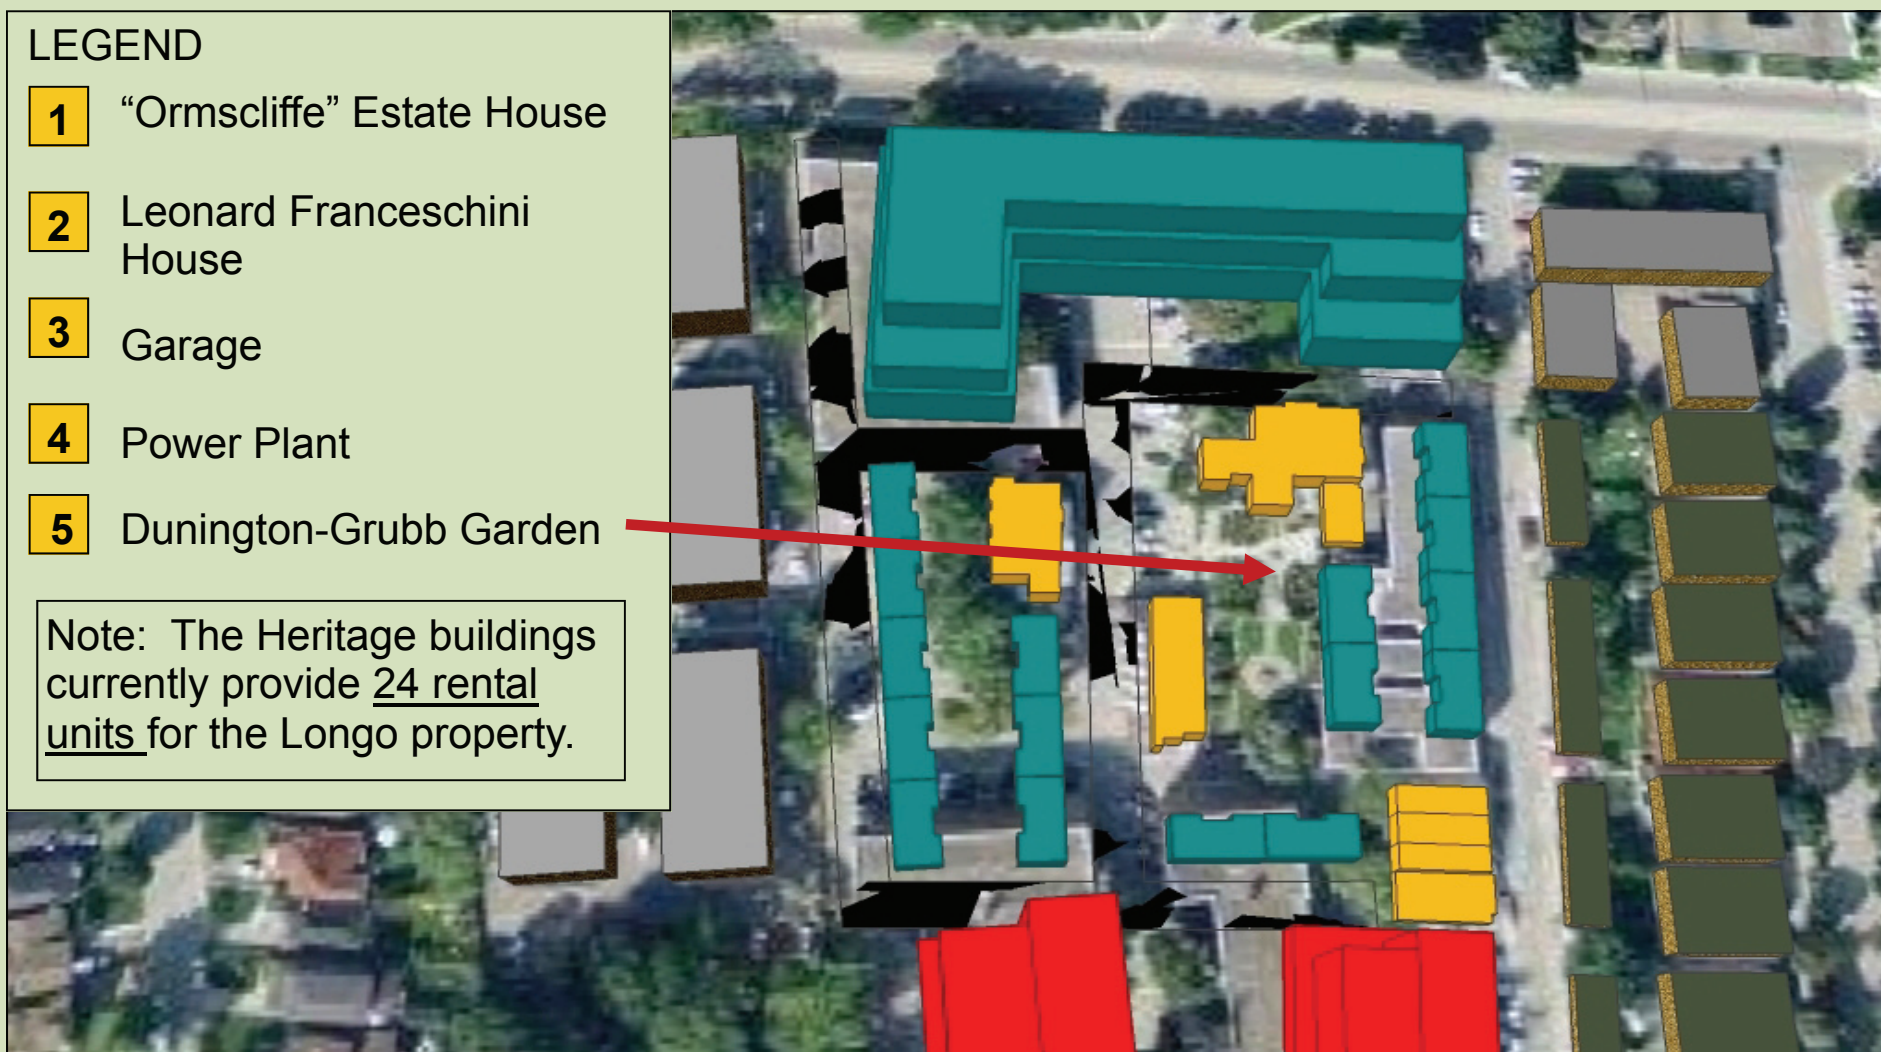 LEGEND
1 “Ormscliffe” Estate House
2 Leonard Franceschini
House
3 Garage
4 Power Plant
5 Dunington-Grubb Garden
Note: The Heritage buildings
currently provide 24 rental
units for the Longo property.